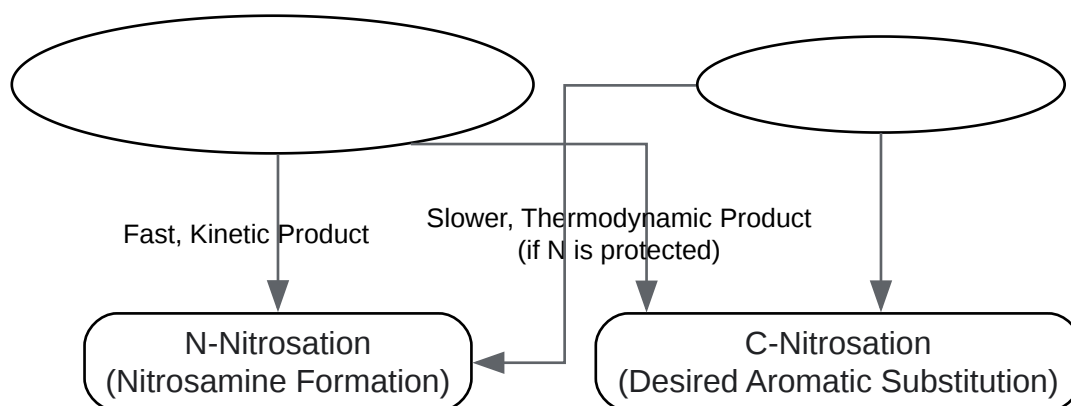 Fast, Kinetic Product
Slower, Thermodynamic Product
(if N is protected)
N-Nitrosation
(Nitrosamine Formation)
C-Nitrosation
(Desired Aromatic Substitution)